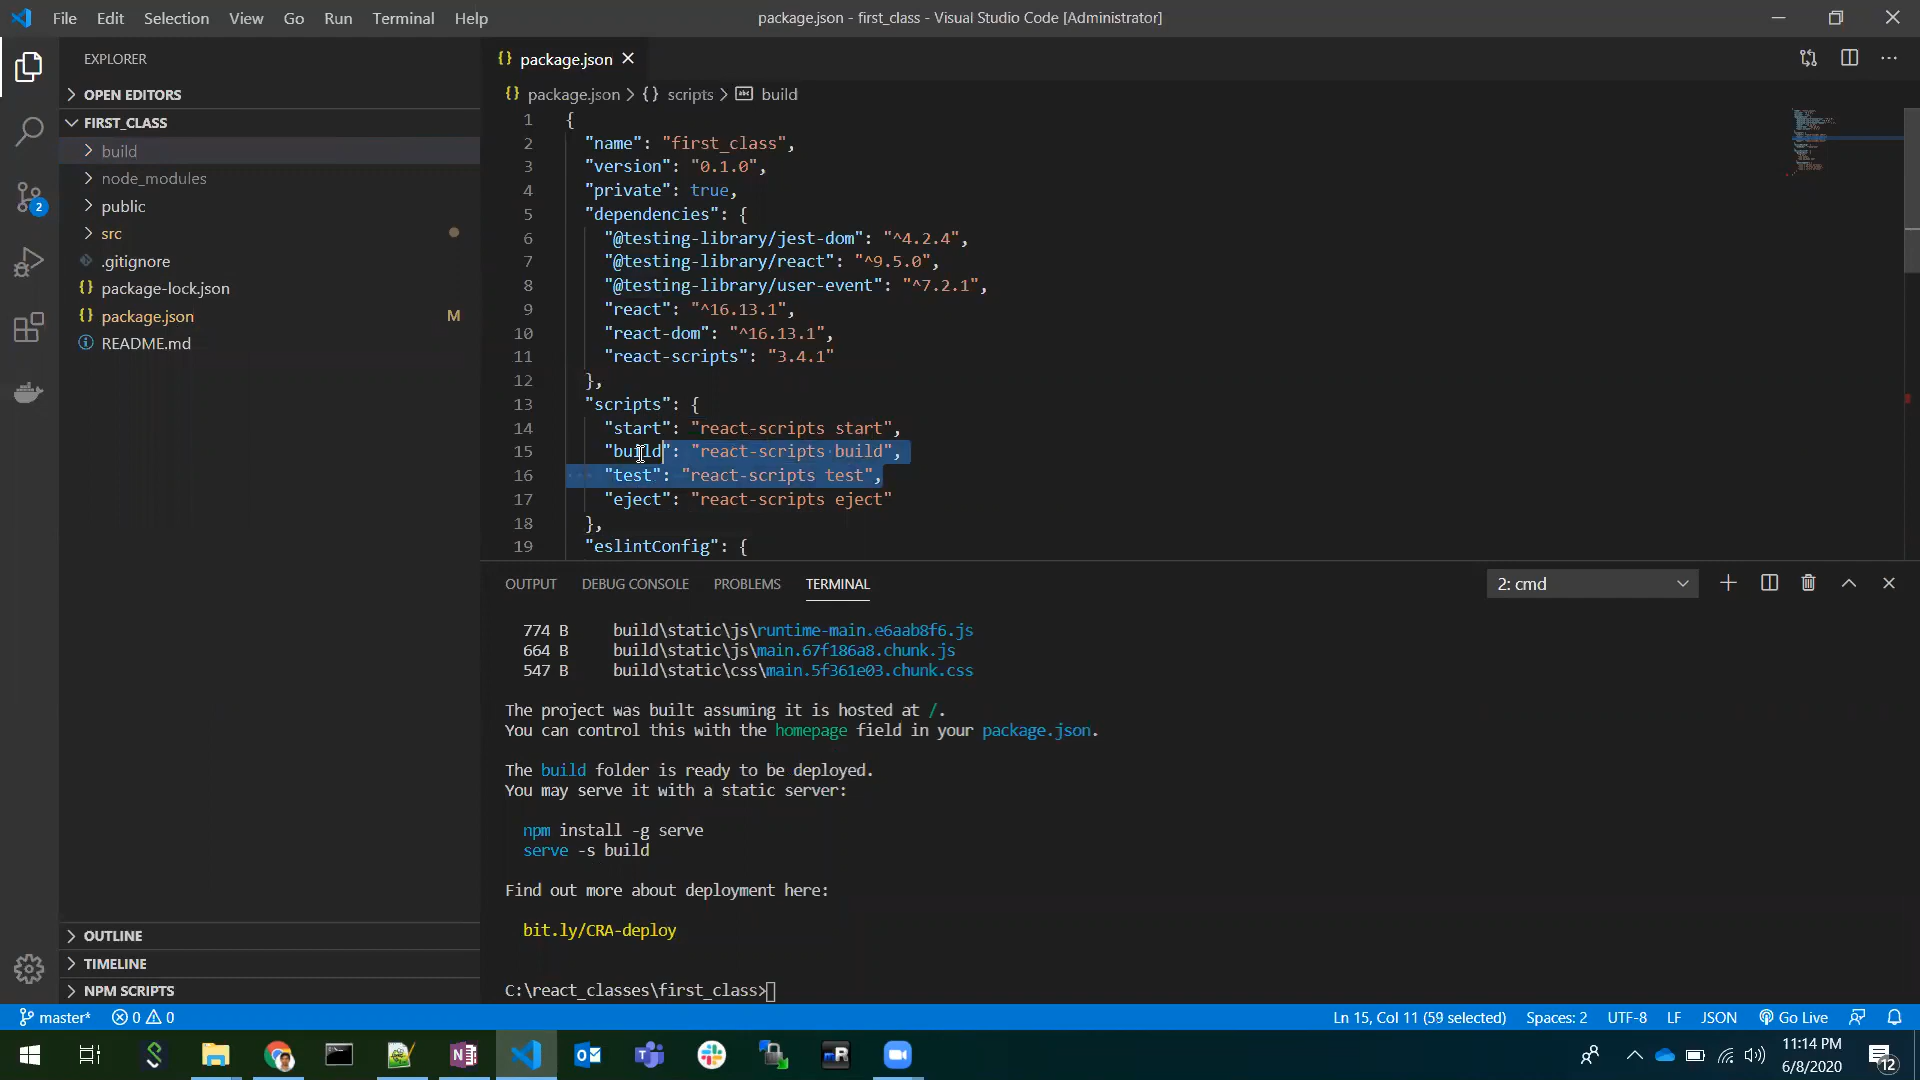 File Edit Selection View Go Run Terminal Help
package.json - first_class - Visual Studio Code [Administrator]
EXPLORER
OPEN EDITORS
FIRST_CLASS
build
node_modules
public
src
.gitignore
package-lock.json
package.json M
README.md
OUTLINE
TIMELINE
NPM SCRIPTS
2
package.json
package.json > {} scripts > build
1 {
2 "name": "first_class",
3 "version": "0.1.0",
4 "private": true,
5 "dependencies": {
6 "@testing-library/jest-dom": "^4.2.4",
7 "@testing-library/react": "^9.5.0",
8 "@testing-library/user-event": "^7.2.1",
9 "react": "^16.13.1",
10 "react-dom": "^16.13.1",
11 "react-scripts": "3.4.1"
12 },
13 "scripts": {
14 "start": "react-scripts start",
15 "build": "react-scripts build",
16 "test": "react-scripts test",
17 "eject": "react-scripts eject"
18 },
19 "eslintConfig": {
OUTPUT DEBUG CONSOLE PROBLEMS TERMINAL
2: cmd
774 B build\static\js\runtime-main.e6aab8f6.js
664 B build\static\js\main.67f186a8.chunk.js
547 B build\static\css\main.5f361e03.chunk.css
The project was built assuming it is hosted at /.
You can control this with the homepage field in your package.json.
The build folder is ready to be deployed.
You may serve it with a static server:
npm install -g serve
serve -s build
Find out more about deployment here:
bit.ly/CRA-deploy
C:\react_classes\first_class>
master* 0 0
Ln 15, Col 11 (59 selected) Spaces: 2 UTF-8 LF JSON Go Live
11:14 PM
6/8/2020
12